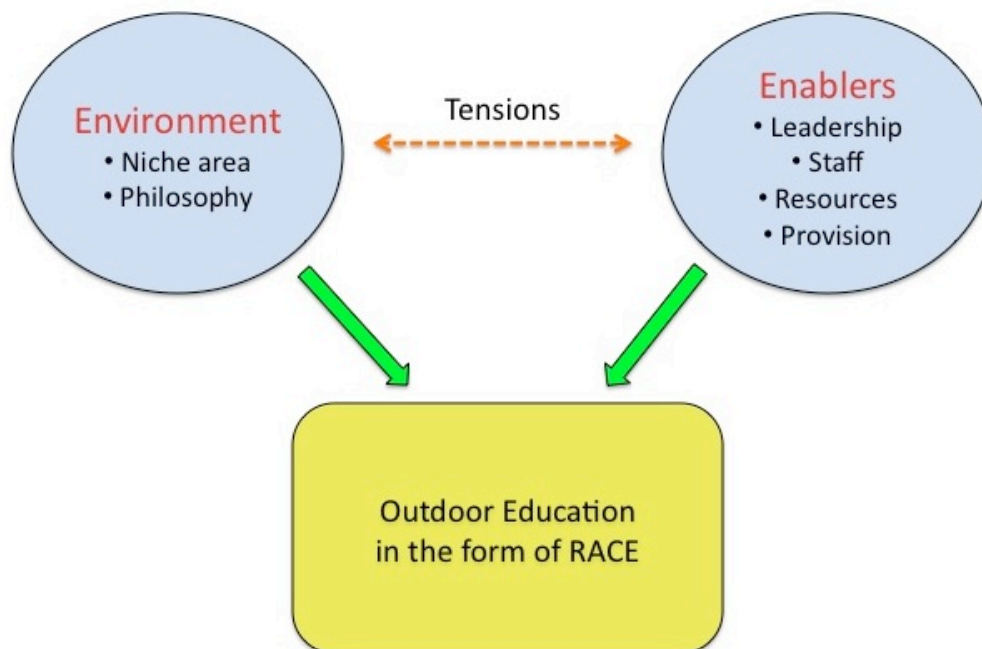 Environment
• Niche area
• Philosophy
Tensions
Enablers
• Leadership
• Staff
• Resources
• Provision
Outdoor Education
in the form of RACE